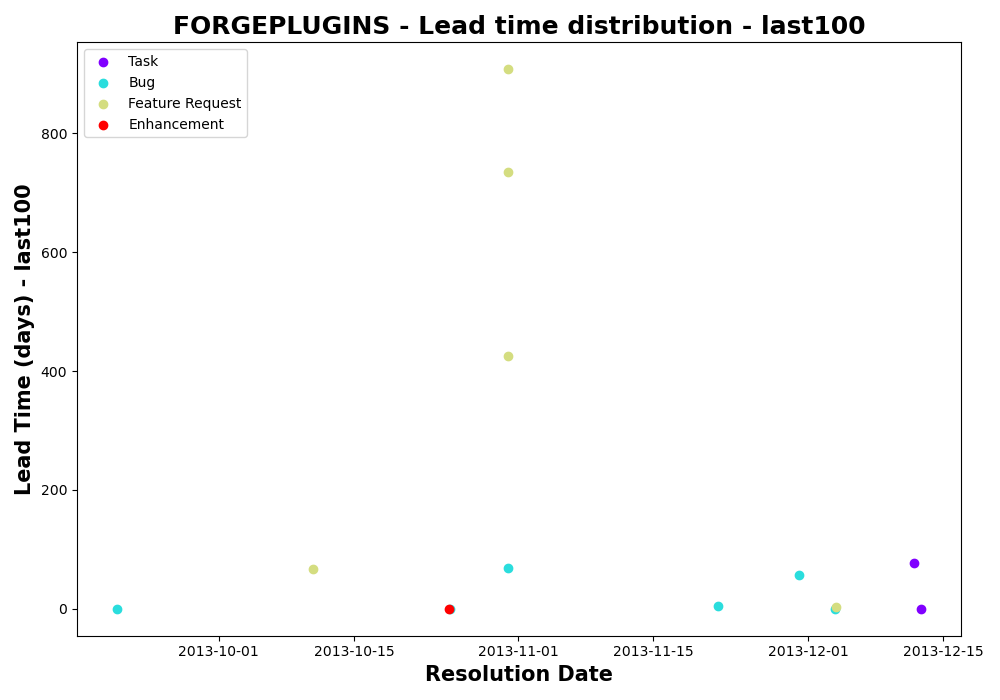 FORGEPLUGINS - Lead time distribution - last100
Task
Bug
Feature Request
Enhancement
Lead Time (days) - last100
800
600
400
200
0
2013-10-01
2013-10-15
2013-11-01
2013-11-15
2013-12-01
2013-12-15
Resolution Date